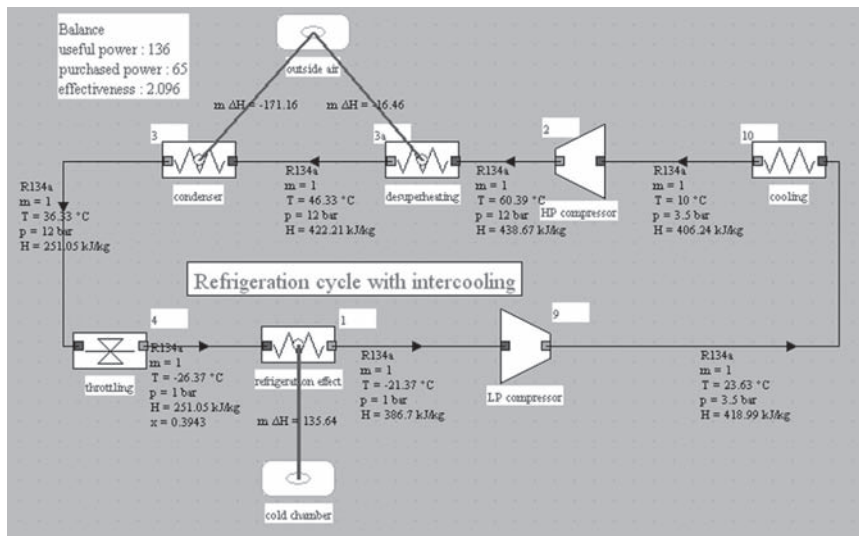 Balance
useful power : 136
purchased power : 65
effectiveness : 2.096
outside air
m ΔH = -171.16
m ΔH = -16.46
3
3a
2
10
condenser
desuperheating
HP compressor
cooling
R134a
m = 1
T = 36.33 °C
p = 12 bar
H = 251.05 kJ/kg
R134a
m = 1
T = 46.33 °C
p = 12 bar
H = 422.21 kJ/kg
R134a
m = 1
T = 60.39 °C
p = 12 bar
H = 438.67 kJ/kg
R134a
m = 1
T = 10 °C
p = 3.5 bar
H = 406.24 kJ/kg
Refrigeration cycle with intercooling
4
1
9
throttling
refrigeration effect
LP compressor
R134a
m = 1
T = -26.37 °C
p = 1 bar
H = 251.05 kJ/kg
x = 0.3943
R134a
m = 1
T = -21.37 °C
p = 1 bar
H = 386.7 kJ/kg
R134a
m = 1
T = 23.63 °C
p = 3.5 bar
H = 418.99 kJ/kg
m ΔH = 135.64
cold chamber